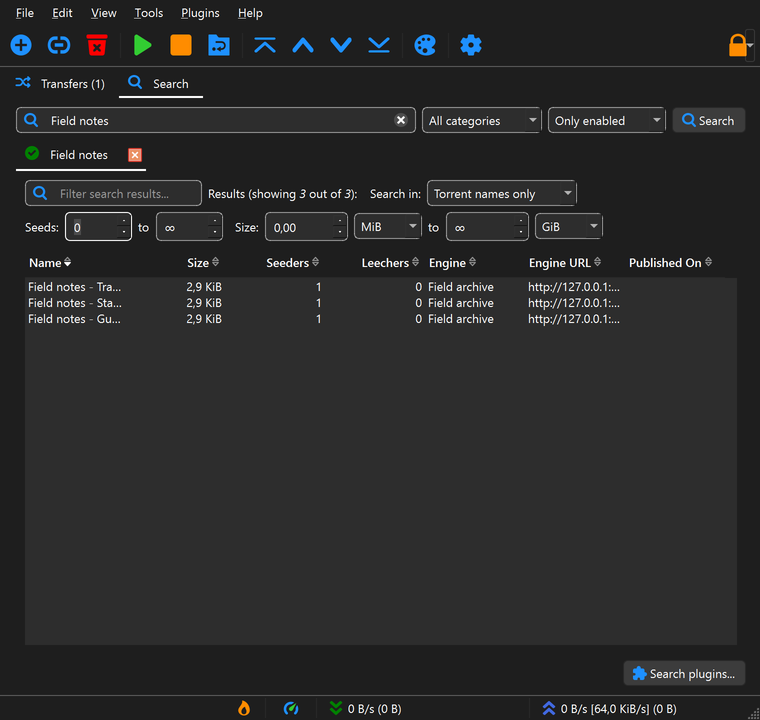 File Edit View Tools Plugins Help
Transfers (1) Search
Field notes All categories Only enabled Search
Field notes
Filter search results... Results (showing 3 out of 3): Search in: Torrent names only
Seeds: 0 to ∞ Size: 0,00 MiB to ∞ GiB
Name Size Seeders Leechers Engine Engine URL Published On
Field notes - Tra... 2,9 KiB 1 0 Field archive http://127.0.0.1:...
Field notes - Sta... 2,9 KiB 1 0 Field archive http://127.0.0.1:...
Field notes - Gu... 2,9 KiB 1 0 Field archive http://127.0.0.1:...
Search plugins...
0 B/s (0 B) 0 B/s [64,0 KiB/s] (0 B)